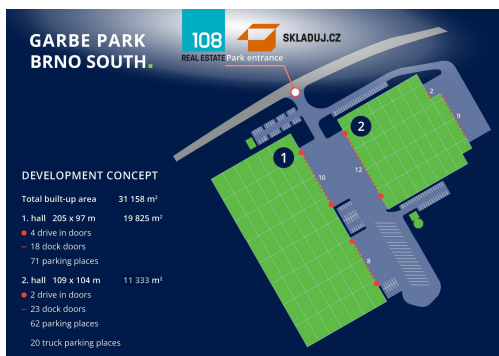 GARBE PARK
BRNO SOUTH.
108
REAL ESTATE
SKLADUJ.CZ
Park entrance
DEVELOPMENT CONCEPT
Total built-up area 31 158 m²
1. hall 205 x 97 m 19 825 m²
4 drive in doors
18 dock doors
71 parking places
2. hall 109 x 104 m 11 333 m²
2 drive in doors
23 dock doors
62 parking places
20 truck parking places
1
2
2
9
10
12
8